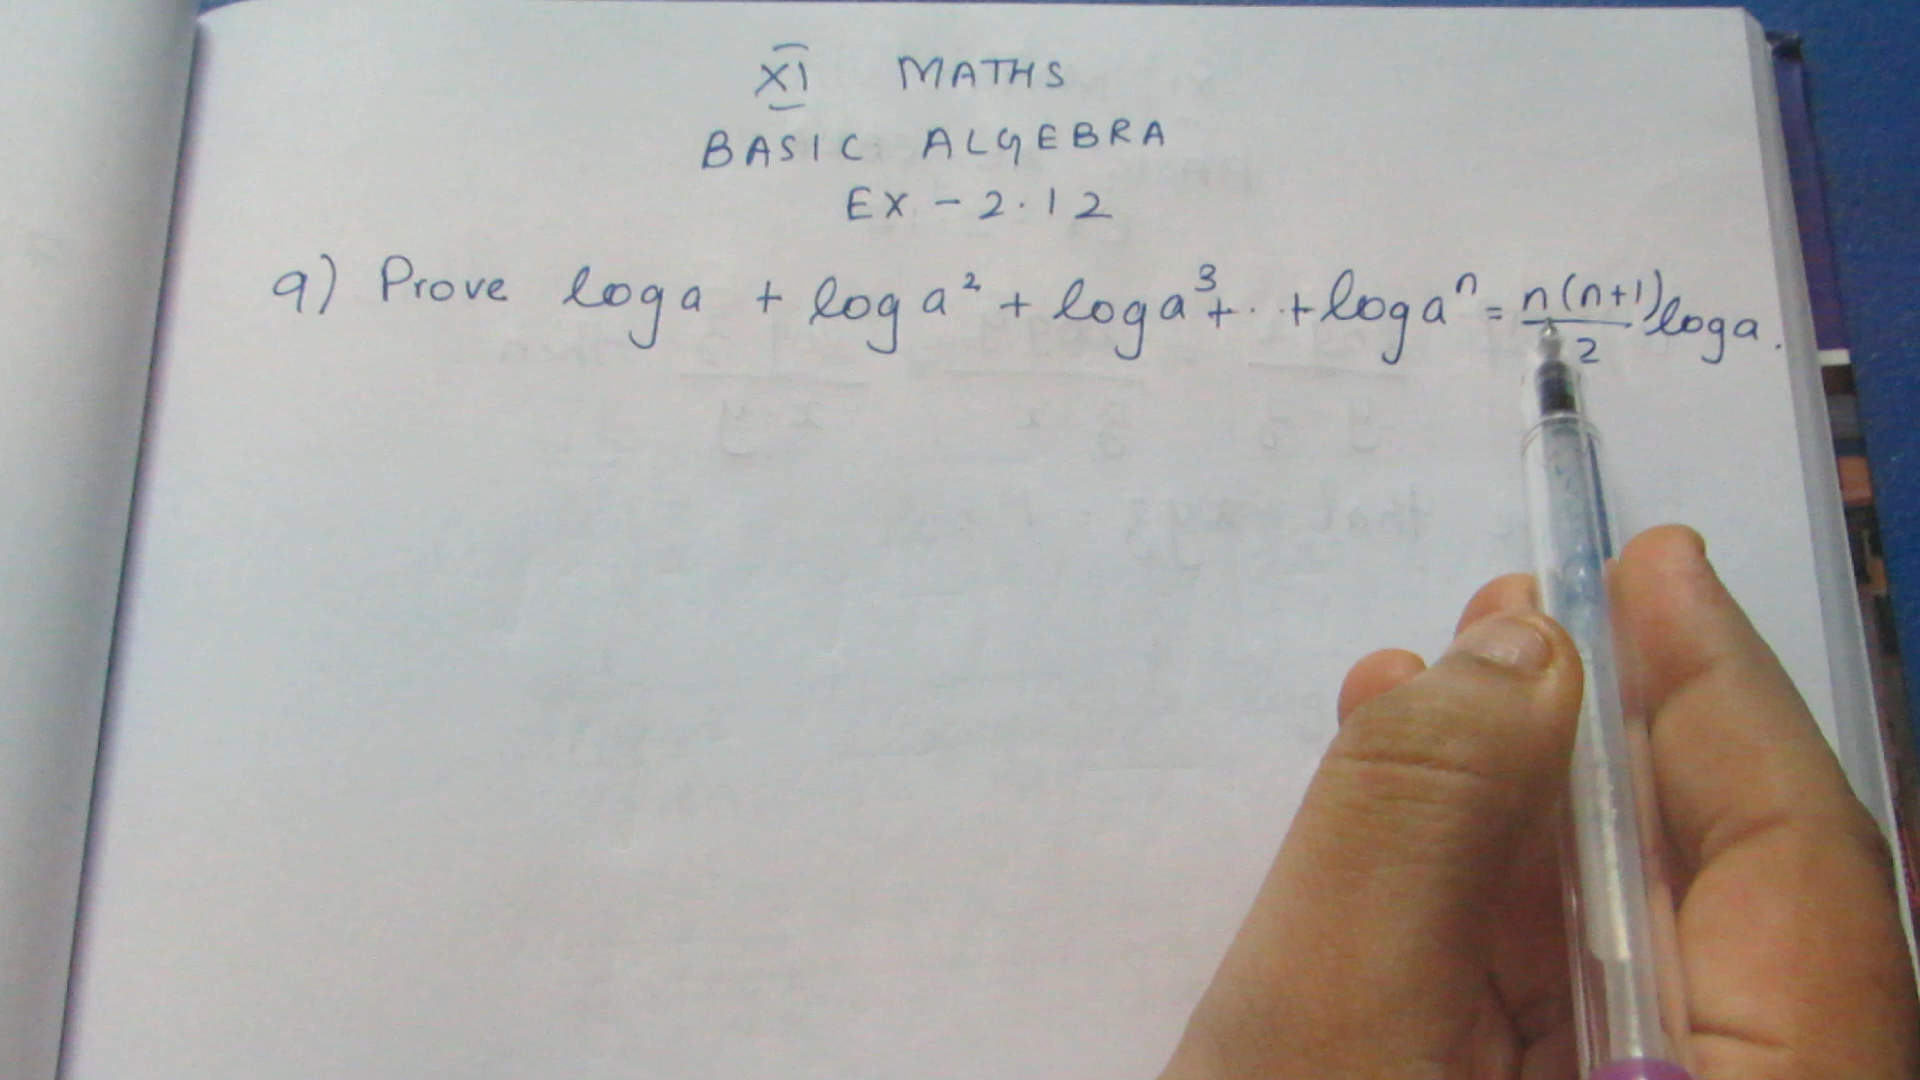 XI MATHS
BASIC ALGEBRA
EX - 2.12
9) Prove log a + log a² + log a³ + .. + log aⁿ = n(n+1)/2 log a.